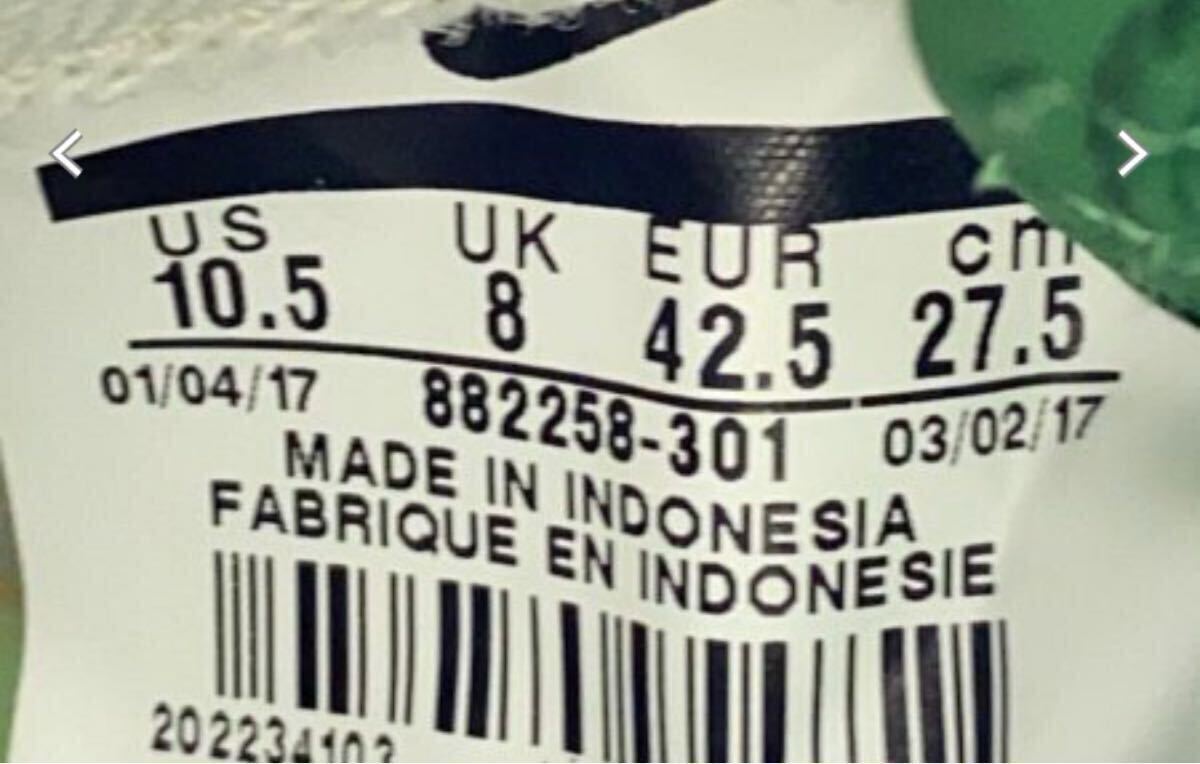 US UK EUR cm
10.5 8 42.5 27.5
01/04/17 882258-301 03/02/17
MADE IN INDONESIA
FABRIQUE EN INDONESIE